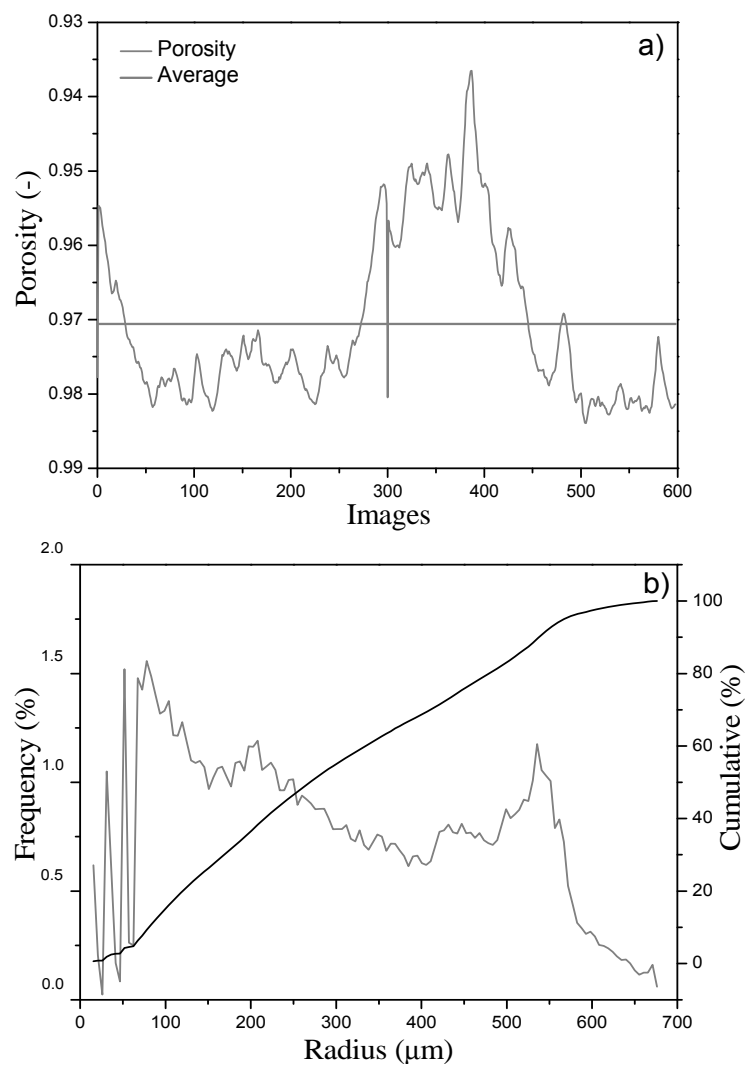 a)
Porosity
Average
0.93
0.94
0.95
0.96
0.97
0.98
0.99
Porosity (-)
0 100 200 300 400 500 600
Images
b)
2.0
1.5
1.0
0.5
0.0
Frequency (%)
100
80
60
40
20
0
Cumulative (%)
0 100 200 300 400 500 600 700
Radius (μm)